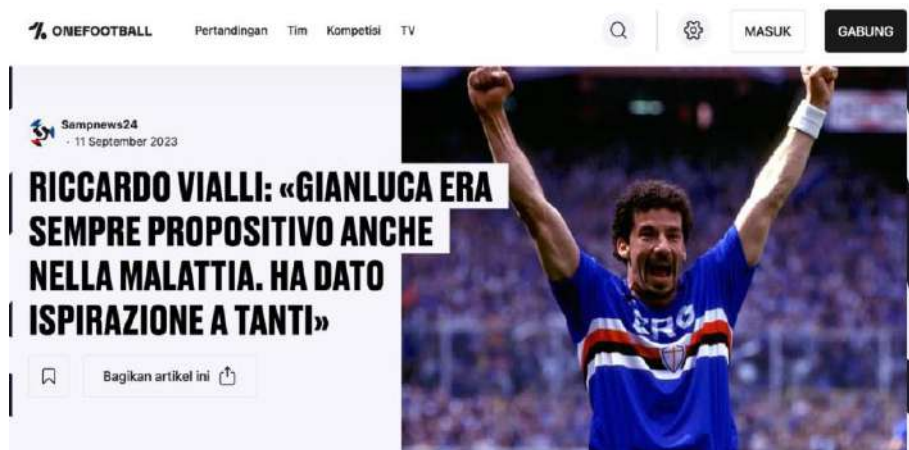 ONEFOOTBALL Pertandingan Tim Kompetisi TV MASUK GABUNG
Sampnews24
· 11 September 2023
RICCARDO VIALLI: «GIANLUCA ERA
SEMPRE PROPOSITIVO ANCHE
NELLA MALATTIA. HA DATO
ISPIRAZIONE A TANTI»
Bagikan artikel ini
ERG